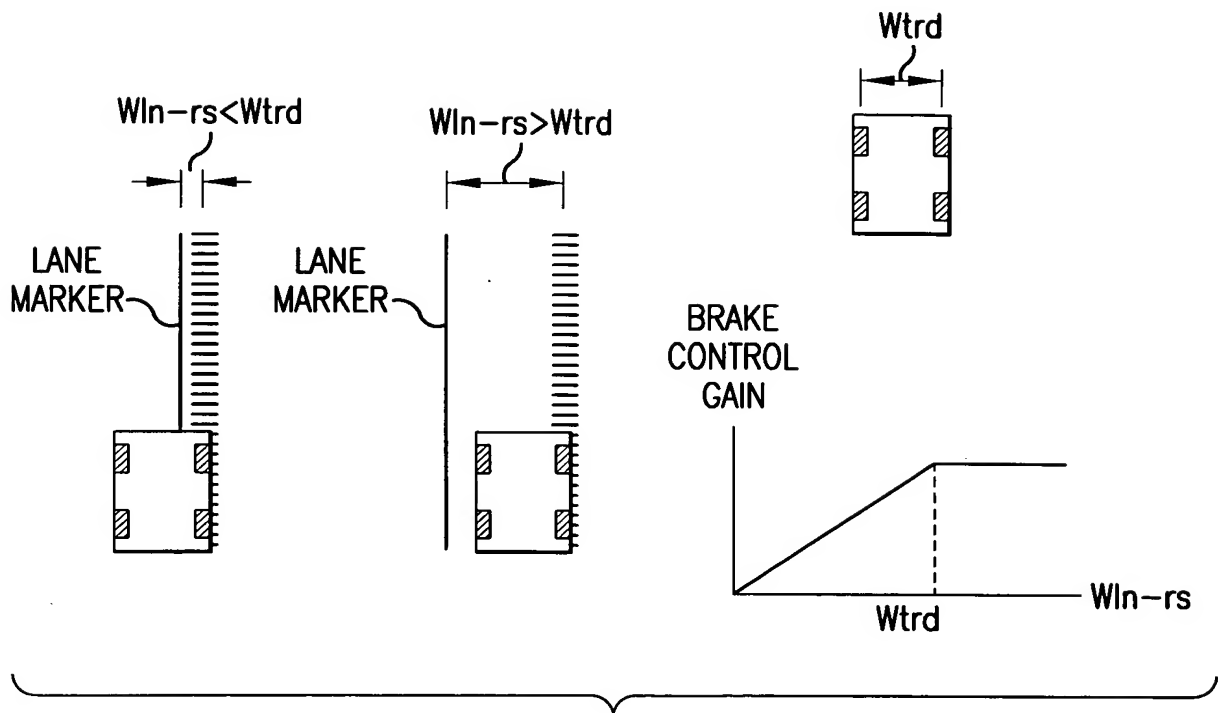 Wtrd
Wln-rs<Wtrd
Wln-rs>Wtrd
LANE
MARKER
LANE
MARKER
BRAKE
CONTROL
GAIN
Wtrd
Wln-rs